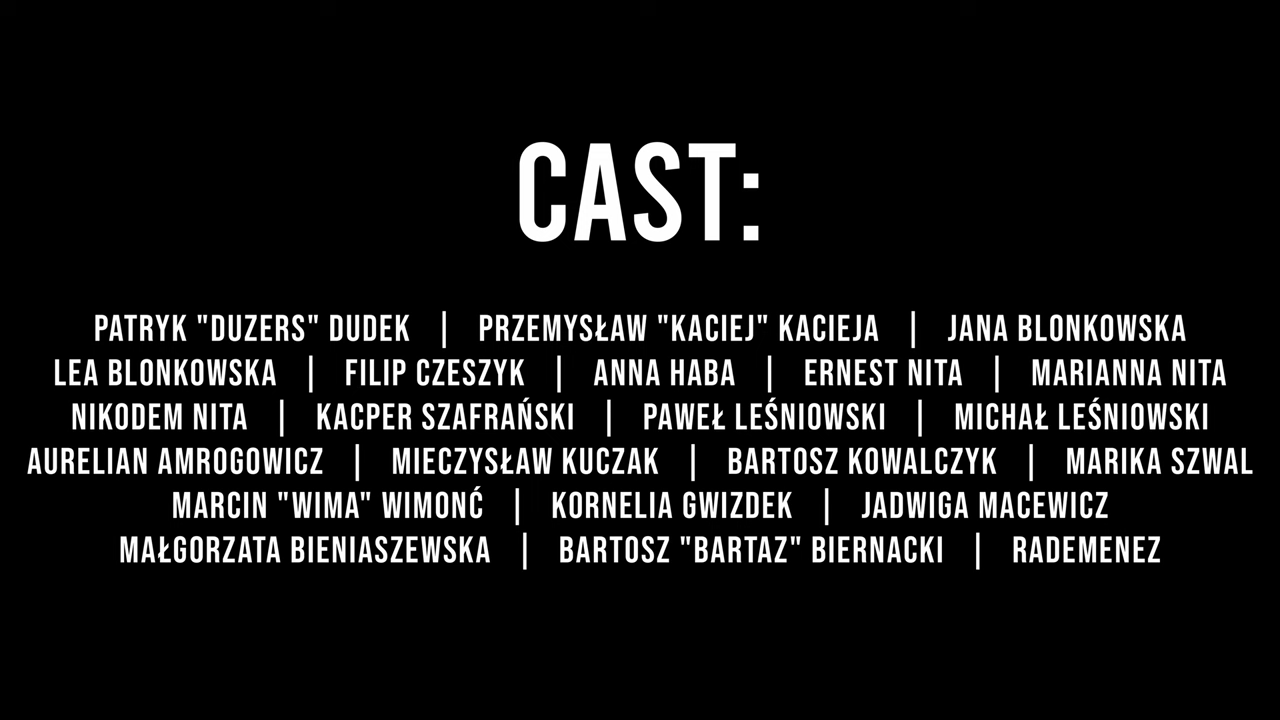 CAST:
PATRYK "DUZERS" DUDEK | PRZEMYSŁAW "KACIEJ" KACIEJA | JANA BLONKOWSKA
LEA BLONKOWSKA | FILIP CZESZYK | ANNA HABA | ERNEST NITA | MARIANNA NITA
NIKODEM NITA | KACPER SZAFRAŃSKI | PAWEŁ LEŚNIOWSKI | MICHAŁ LEŚNIOWSKI
AURELIAN AMROGOWICZ | MIECZYSŁAW KUCZAK | BARTOSZ KOWALCZYK | MARIKA SZWAL
MARCIN "WIMA" WIMONĆ | KORNELIA GWIZDEK | JADWIGA MACEWICZ
MAŁGORZATA BIENIASZEWSKA | BARTOSZ "BARTAZ" BIERNACKI | RADEMENEZ